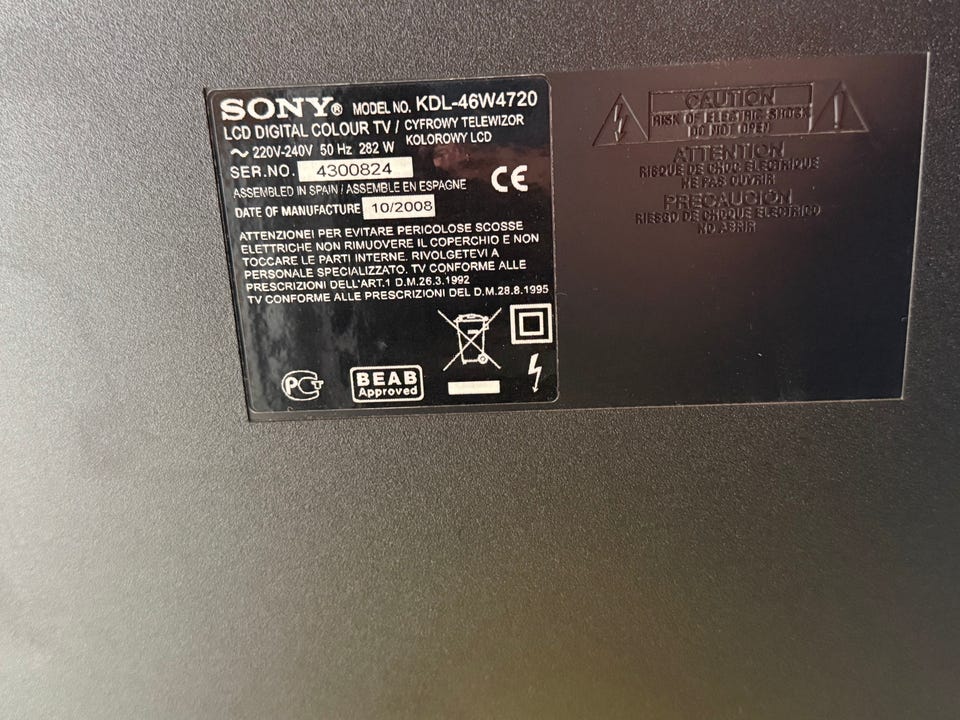 SONY® MODEL NO. KDL-46W4720
LCD DIGITAL COLOUR TV / CYFROWY TELEWIZOR
KOLOROWY LCD
~ 220V-240V 50 Hz 282 W
SER.NO. 4300824
ASSEMBLED IN SPAIN / ASSEMBLE EN ESPAGNE
CE
DATE OF MANUFACTURE 10/2008
ATTENZIONEI PER EVITARE PERICOLOSE SCOSSE
ELETTRICHE NON RIMUOVERE IL COPERCHIO E NON
TOCCARE LE PARTI INTERNE. RIVOLGETEVI A
PERSONALE SPECIALIZZATO. TV CONFORME ALLE
PRESCRIZIONI DELL'ART.1 D.M.26.3.1992
TV CONFORME ALLE PRESCRIZIONI DEL D.M.28.8.1995
BEAB
Approved
CAUTION
RISK OF ELECTRIC SHOCK
DO NOT OPEN
ATTENTION
RISQUE DE CHOC ELECTRIQUE
NE PAS OUVRIR
PRECAUCION
RIESGO DE CHOQUE ELECTRICO
NO ABRIR